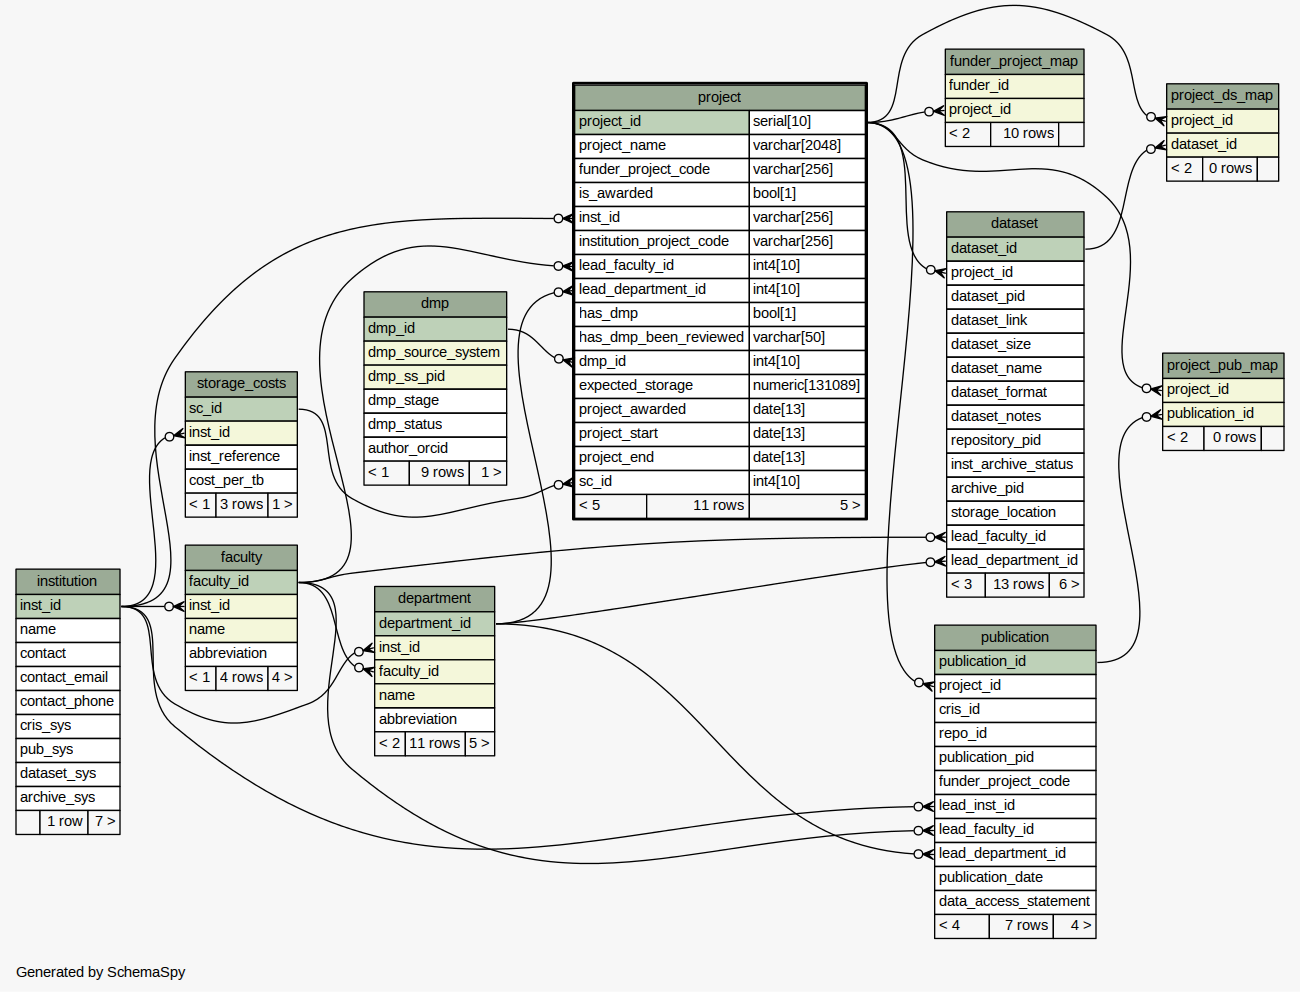 project
project_id serial[10]
project_name varchar[2048]
funder_project_code varchar[256]
is_awarded bool[1]
inst_id varchar[256]
institution_project_code varchar[256]
lead_faculty_id int4[10]
lead_department_id int4[10]
has_dmp bool[1]
has_dmp_been_reviewed varchar[50]
dmp_id int4[10]
expected_storage numeric[131089]
project_awarded date[13]
project_start date[13]
project_end date[13]
sc_id int4[10]
< 5 11 rows 5 >
funder_project_map
funder_id
project_id
< 2 10 rows
project_ds_map
project_id
dataset_id
< 2 0 rows
dataset
dataset_id
project_id
dataset_pid
dataset_link
dataset_size
dataset_name
dataset_format
dataset_notes
repository_pid
inst_archive_status
archive_pid
storage_location
lead_faculty_id
lead_department_id
< 3 13 rows 6 >
project_pub_map
project_id
publication_id
< 2 0 rows
dmp
dmp_id
dmp_source_system
dmp_ss_pid
dmp_stage
dmp_status
author_orcid
< 1 9 rows 1 >
storage_costs
sc_id
inst_id
inst_reference
cost_per_tb
< 1 3 rows 1 >
faculty
faculty_id
inst_id
name
abbreviation
< 1 4 rows 4 >
institution
inst_id
name
contact
contact_email
contact_phone
cris_sys
pub_sys
dataset_sys
archive_sys
1 row 7 >
department
department_id
inst_id
faculty_id
name
abbreviation
< 2 11 rows 5 >
publication
publication_id
project_id
cris_id
repo_id
publication_pid
funder_project_code
lead_inst_id
lead_faculty_id
lead_department_id
publication_date
data_access_statement
< 4 7 rows 4 >
Generated by SchemaSpy